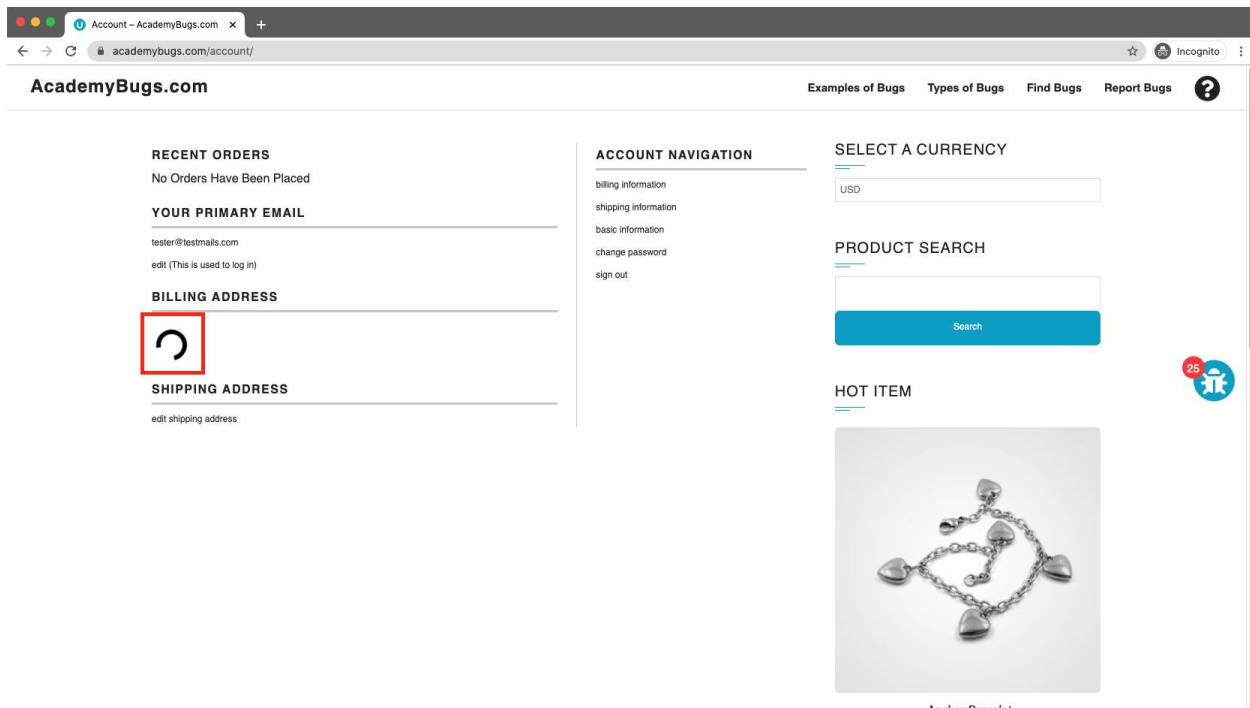 Account – AcademyBugs.com
academybugs.com/account/
Incognito
AcademyBugs.com
Examples of Bugs
Types of Bugs
Find Bugs
Report Bugs
?
RECENT ORDERS
No Orders Have Been Placed
YOUR PRIMARY EMAIL
tester@testmails.com
edit (This is used to log in)
BILLING ADDRESS
SHIPPING ADDRESS
edit shipping address
ACCOUNT NAVIGATION
billing information
shipping information
basic information
change password
sign out
SELECT A CURRENCY
USD
PRODUCT SEARCH
Search
25
HOT ITEM